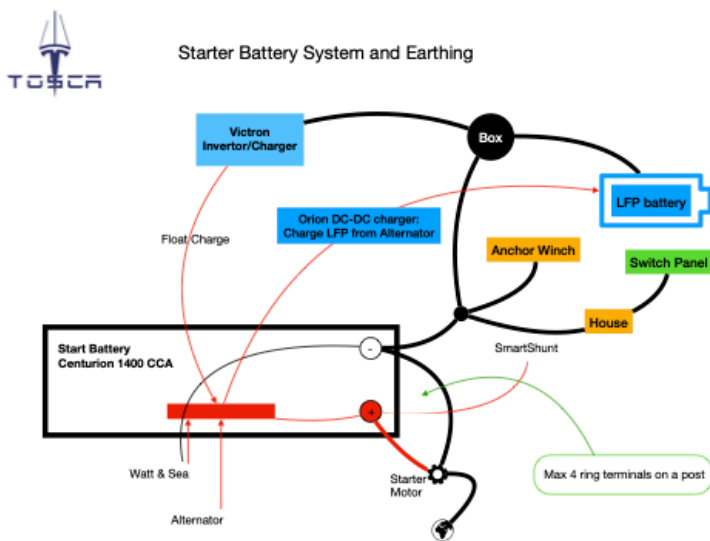 Starter Battery System and Earthing
TOSCA
Victron
Invertor/Charger
Box
LFP battery
Orion DC-DC charger:
Charge LFP from Alternator
Float Charge
Anchor Winch
Switch Panel
House
Start Battery
Centurion 1400 CCA
-
SmartShunt
+
Watt & Sea
Starter
Motor
Max 4 ring terminals on a post
Alternator